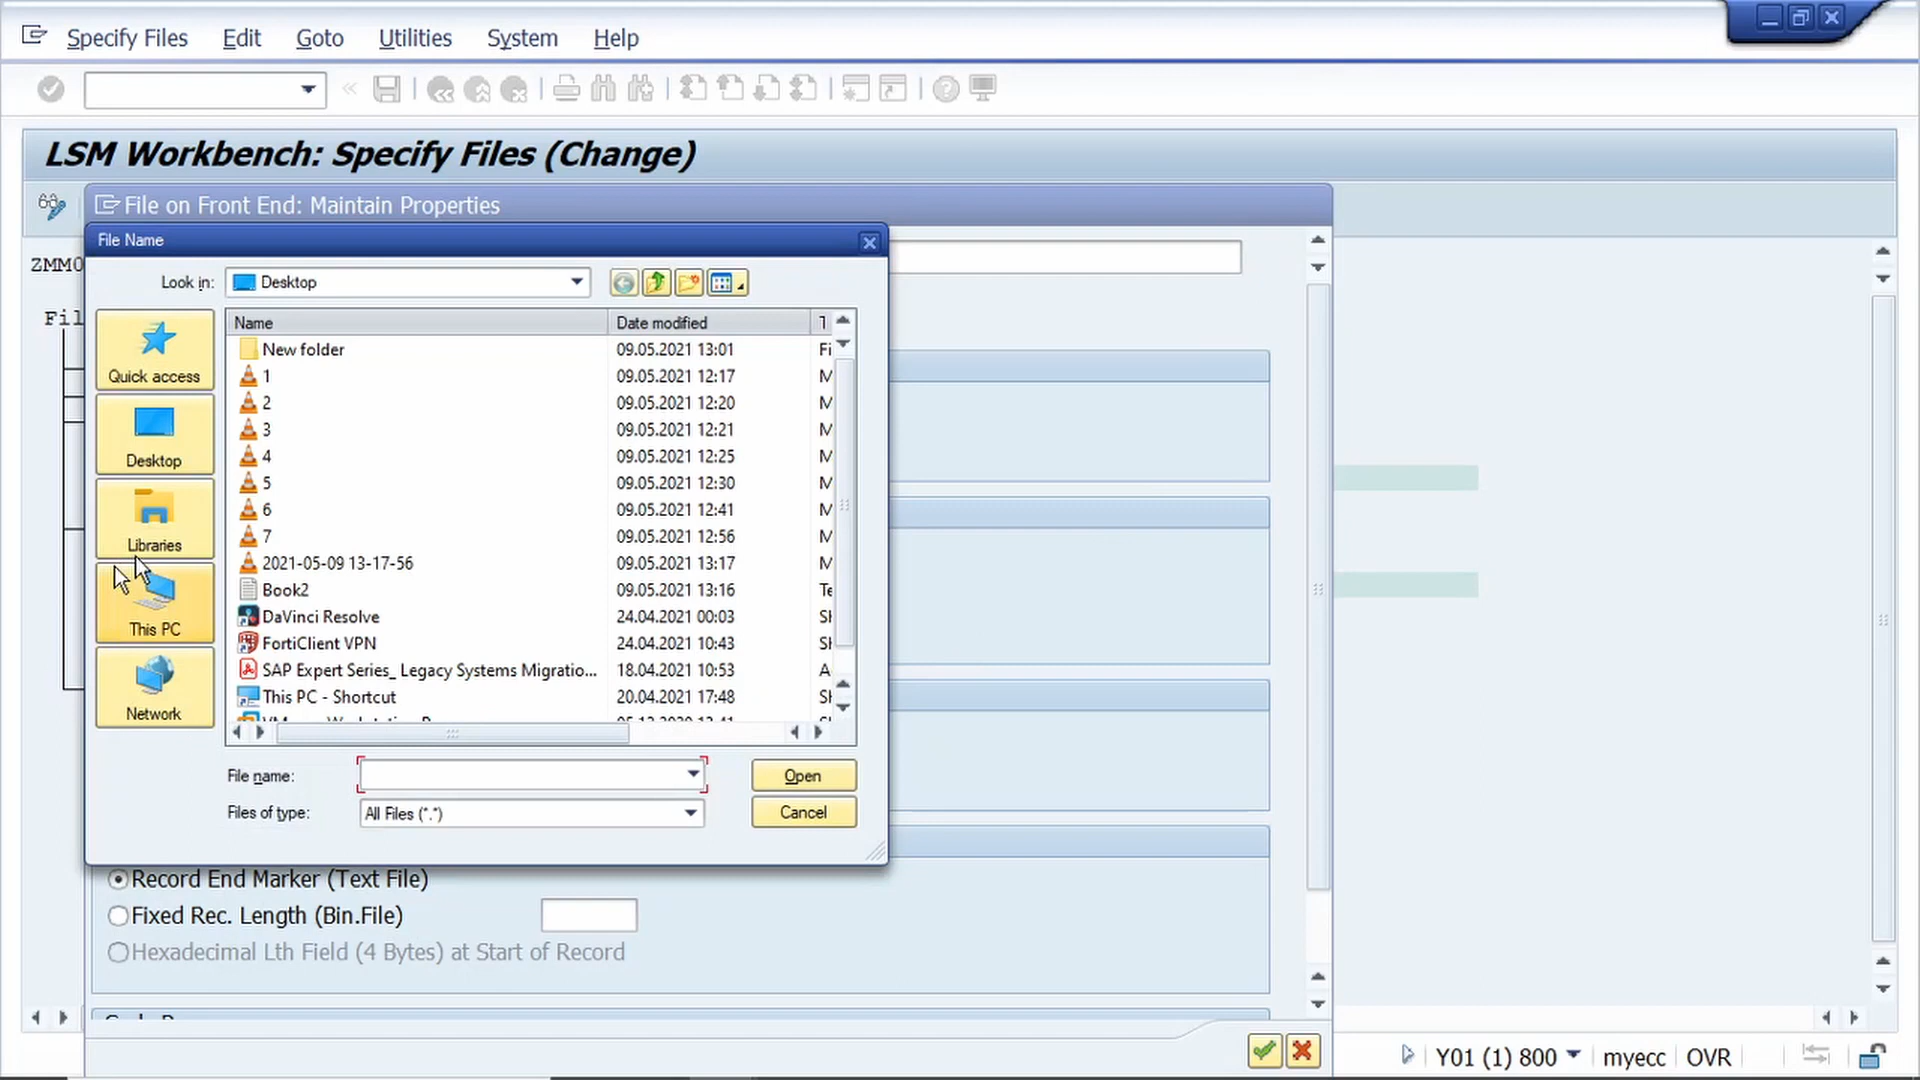 Specify Files Edit Goto Utilities System Help
LSM Workbench: Specify Files (Change)
File on Front End: Maintain Properties
File Name
ZMM0
Look in: Desktop
Fil
Name Date modified T
Quick access
Desktop
Libraries
This PC
Network
New folder 09.05.2021 13:01 Fi
1 09.05.2021 12:17 M
2 09.05.2021 12:20 M
3 09.05.2021 12:21 M
4 09.05.2021 12:25 M
5 09.05.2021 12:30 M
6 09.05.2021 12:41 M
7 09.05.2021 12:56 M
2021-05-09 13-17-56 09.05.2021 13:17 M
Book2 09.05.2021 13:16 Te
DaVinci Resolve 24.04.2021 00:03 Sh
FortiClient VPN 24.04.2021 10:43 Sh
SAP Expert Series_ Legacy Systems Migratio... 18.04.2021 10:53 A
This PC - Shortcut 20.04.2021 17:48 Sh
File name: Open
Files of type: All Files (*.*) Cancel
Record End Marker (Text File)
Fixed Rec. Length (Bin.File)
Hexadecimal Lth Field (4 Bytes) at Start of Record
Y01 (1) 800 myecc OVR